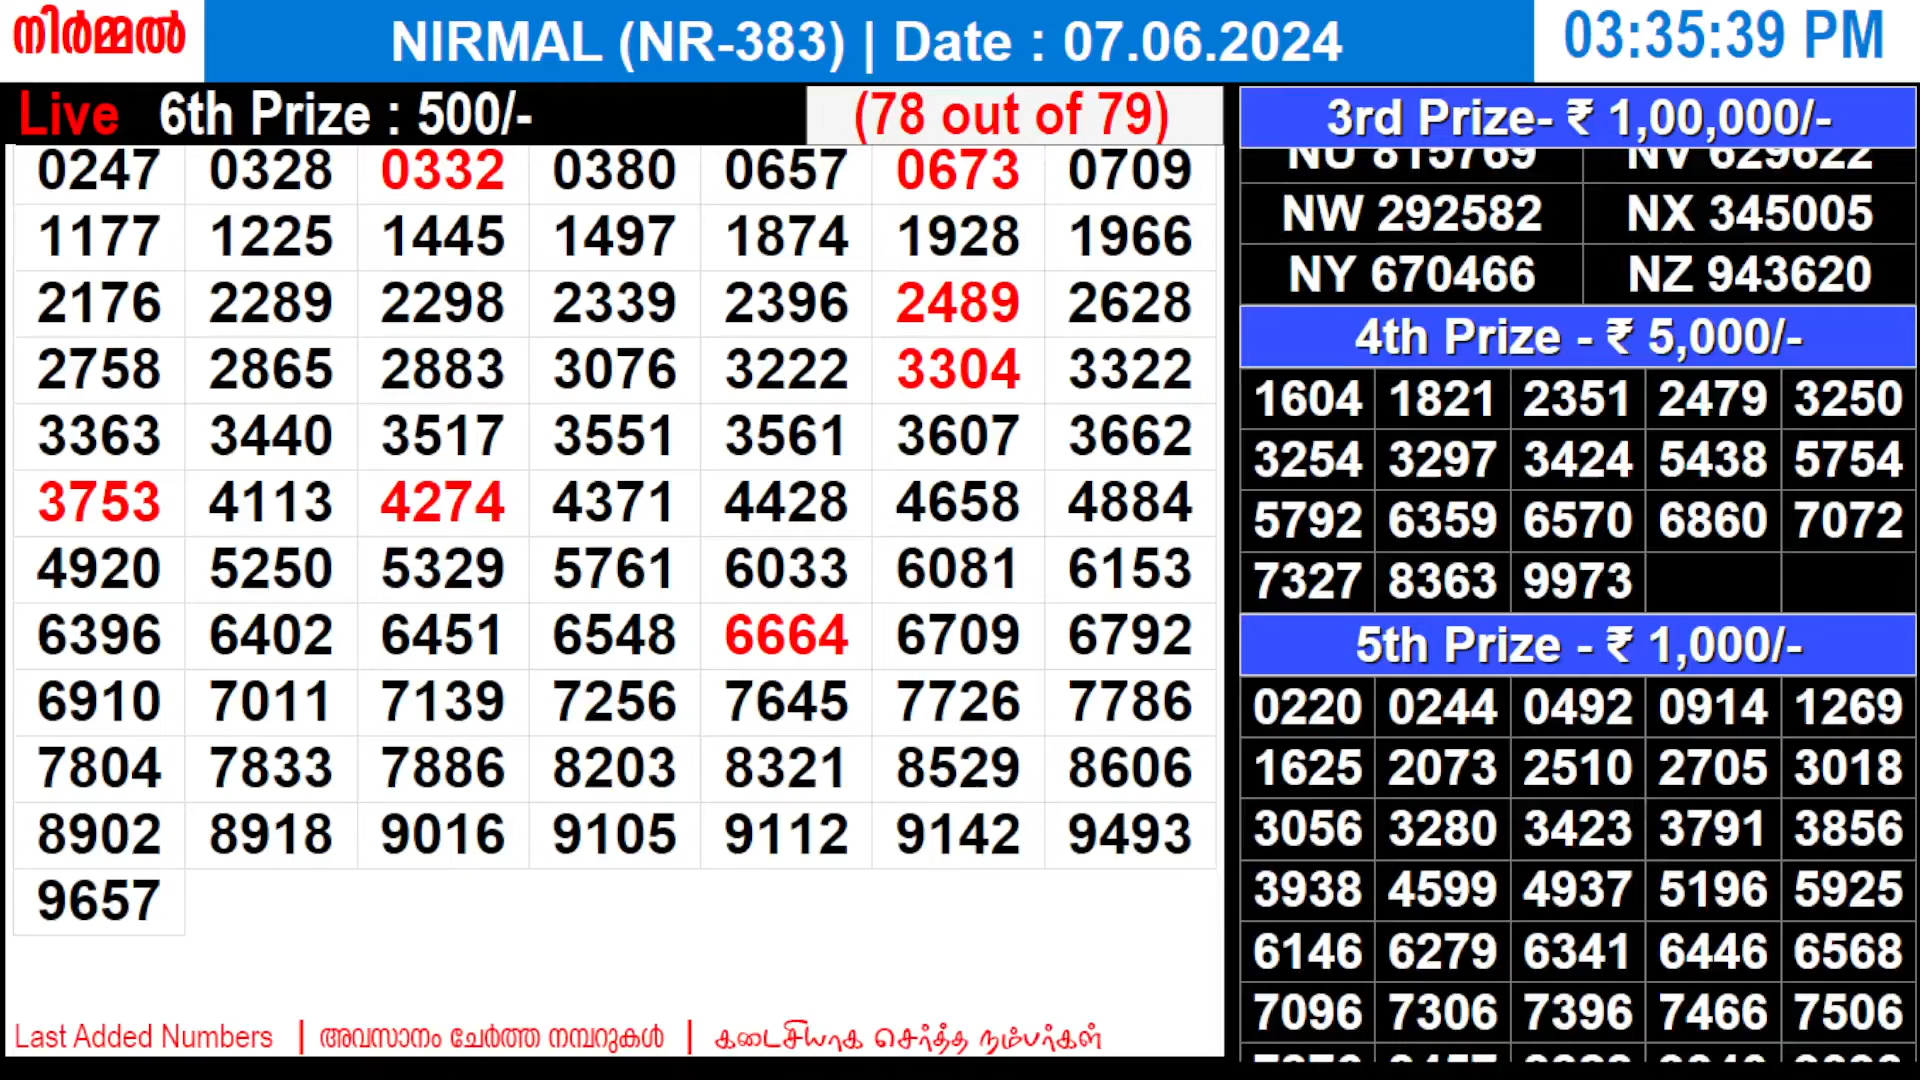 നിർമ്മൽ NIRMAL (NR-383) | Date : 07.06.2024 03:35:39 PM
Live 6th Prize : 500/- (78 out of 79)
0247 0328 0332 0380 0657 0673 0709
1177 1225 1445 1497 1874 1928 1966
2176 2289 2298 2339 2396 2489 2628
2758 2865 2883 3076 3222 3304 3322
3363 3440 3517 3551 3561 3607 3662
3753 4113 4274 4371 4428 4658 4884
4920 5250 5329 5761 6033 6081 6153
6396 6402 6451 6548 6664 6709 6792
6910 7011 7139 7256 7645 7726 7786
7804 7833 7886 8203 8321 8529 8606
8902 8918 9016 9105 9112 9142 9493
9657
Last Added Numbers | അവസാനം ചേർത്ത നമ്പറുകൾ | கடைசியாக சேர்த்த நம்பர்கள்
3rd Prize- ₹ 1,00,000/-
NU 815769 NV 629622
NW 292582 NX 345005
NY 670466 NZ 943620
4th Prize - ₹ 5,000/-
1604 1821 2351 2479 3250
3254 3297 3424 5438 5754
5792 6359 6570 6860 7072
7327 8363 9973
5th Prize - ₹ 1,000/-
0220 0244 0492 0914 1269
1625 2073 2510 2705 3018
3056 3280 3423 3791 3856
3938 4599 4937 5196 5925
6146 6279 6341 6446 6568
7096 7306 7396 7466 7506